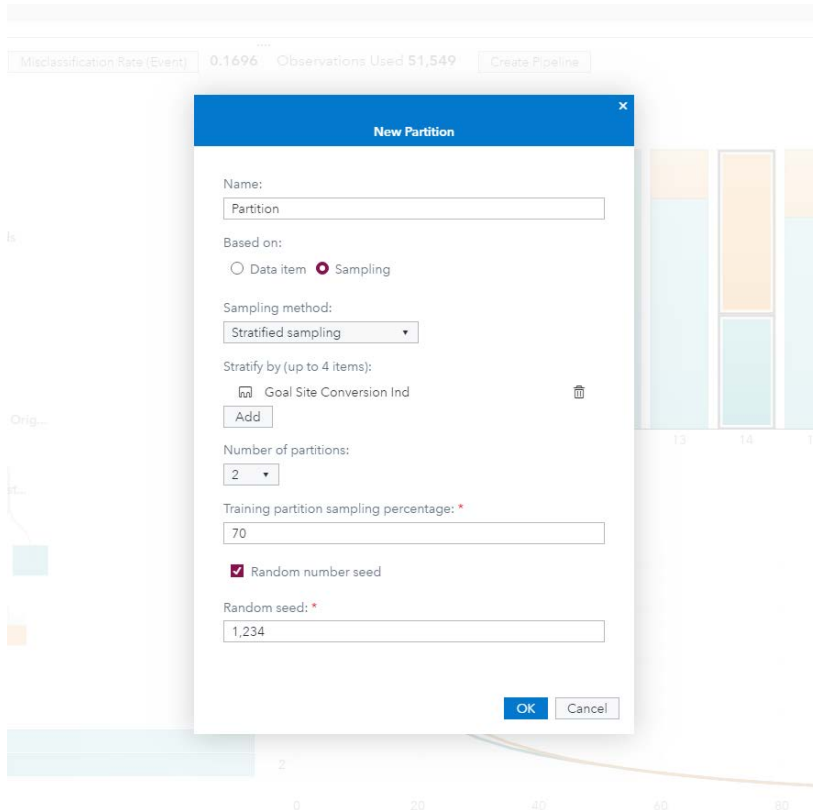 Misclassification Rate (Event) 0.1696 Observations Used 51,549 Create Pipeline
New Partition
Name:
Partition
Based on:
Data item Sampling
Sampling method:
Stratified sampling
Stratify by (up to 4 items):
Goal Site Conversion Ind
Add
Number of partitions:
2
Training partition sampling percentage: *
70
Random number seed
Random seed: *
1,234
OK Cancel
Orig...
13 14
2
0 20 40 60 80